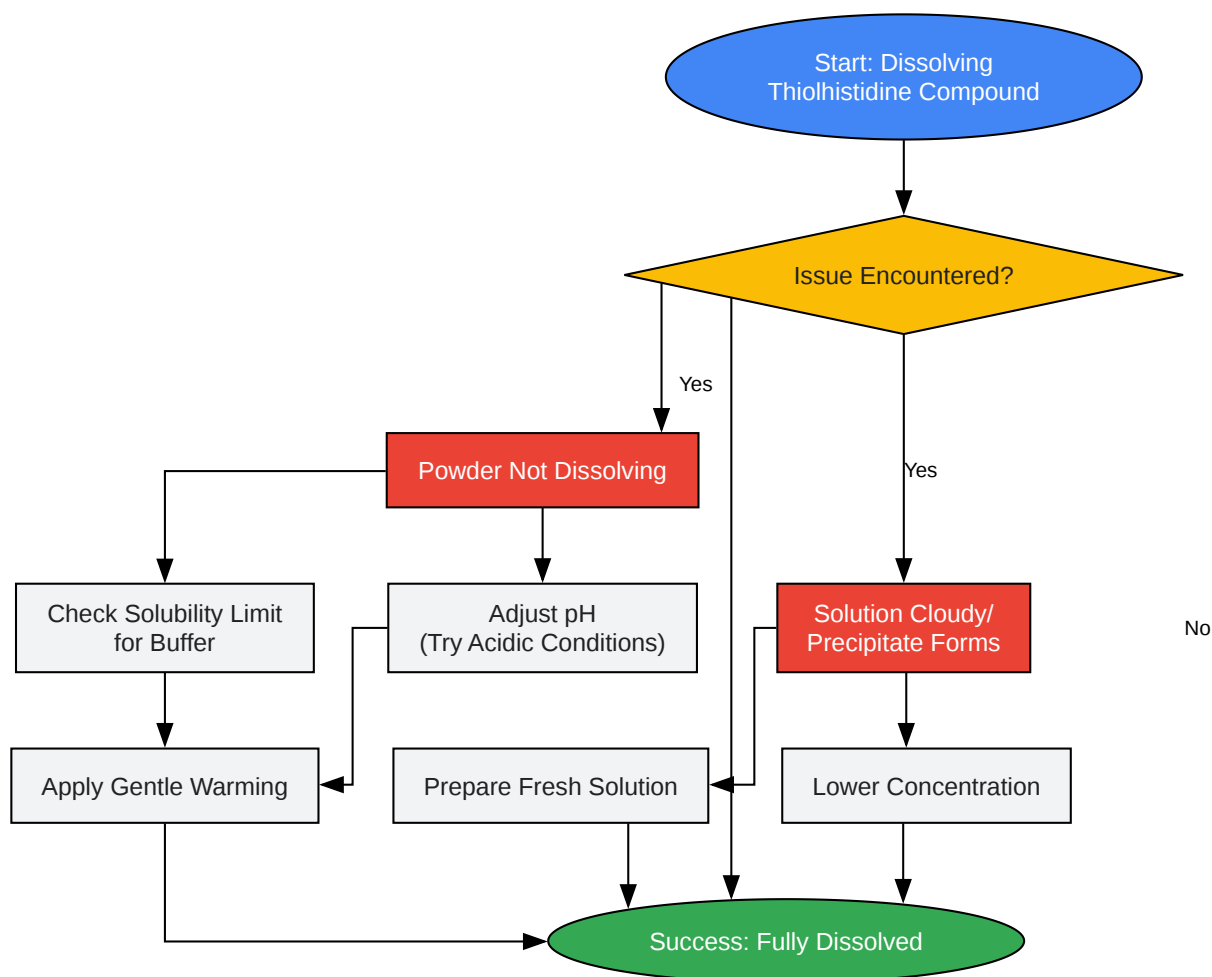 Start: Dissolving
Thiolhistidine Compound
Issue Encountered?
Yes
Powder Not Dissolving
Yes
Check Solubility Limit
for Buffer
Adjust pH
(Try Acidic Conditions)
Solution Cloudy/
Precipitate Forms
No
Apply Gentle Warming
Prepare Fresh Solution
Lower Concentration
Success: Fully Dissolved